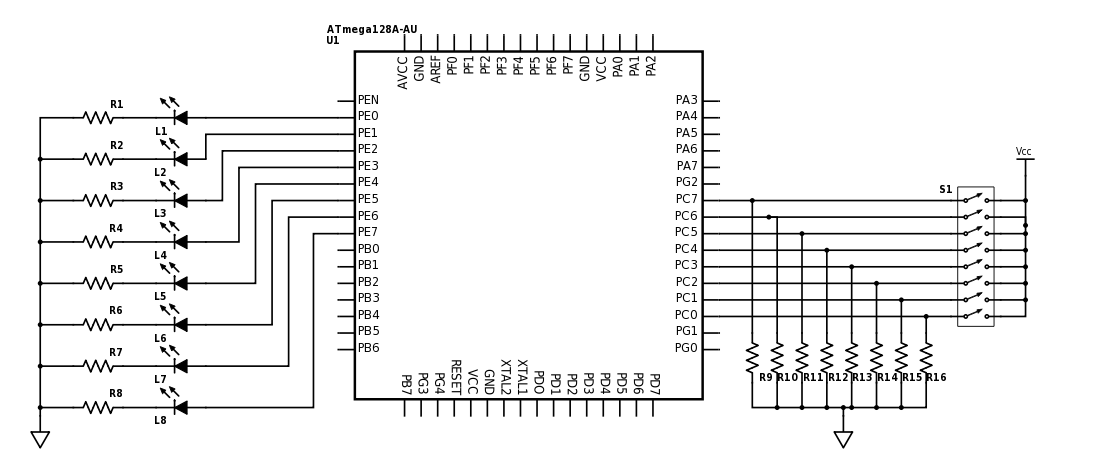 ATmega128A-AU
U1
AVCC GND AREF PF0 PF1 PF2 PF3 PF4 PF5 PF6 PF7 GND VCC PA0 PA1 PA2
PEN
PE0
PE1
PE2
PE3
PE4
PE5
PE6
PE7
PB0
PB1
PB2
PB3
PB4
PB5
PB6
PA3
PA4
PA5
PA6
PA7
PG2
PC7
PC6
PC5
PC4
PC3
PC2
PC1
PC0
PG1
PG0
PB7 PG3 PG4 RESET VCC GND XTAL2 XTAL1 PDO PD1 PD2 PD3 PD4 PD5 PD6 PD7
R1
L1
R2
L2
R3
L3
R4
L4
R5
L5
R6
L6
R7
L7
R8
L8
Vcc
S1
R9 R10 R11 R12 R13 R14 R15 R16